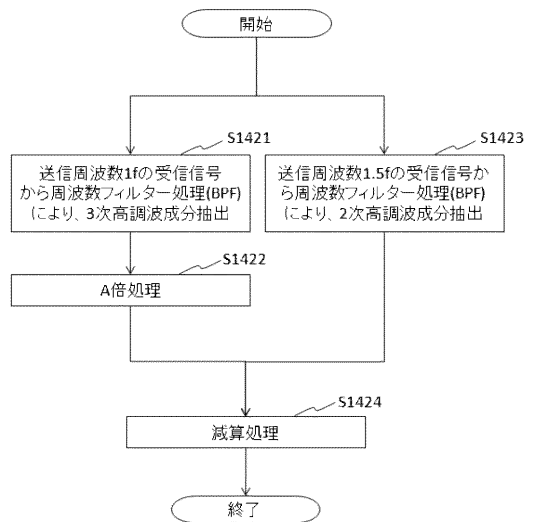 開始
S1421
送信周波数1fの受信信号
から周波数フィルター処理(BPF)
により、3次高調波成分抽出
S1423
送信周波数1.5fの受信信号か
ら周波数フィルター処理(BPF)
により、2次高調波成分抽出
S1422
A倍処理
S1424
減算処理
終了